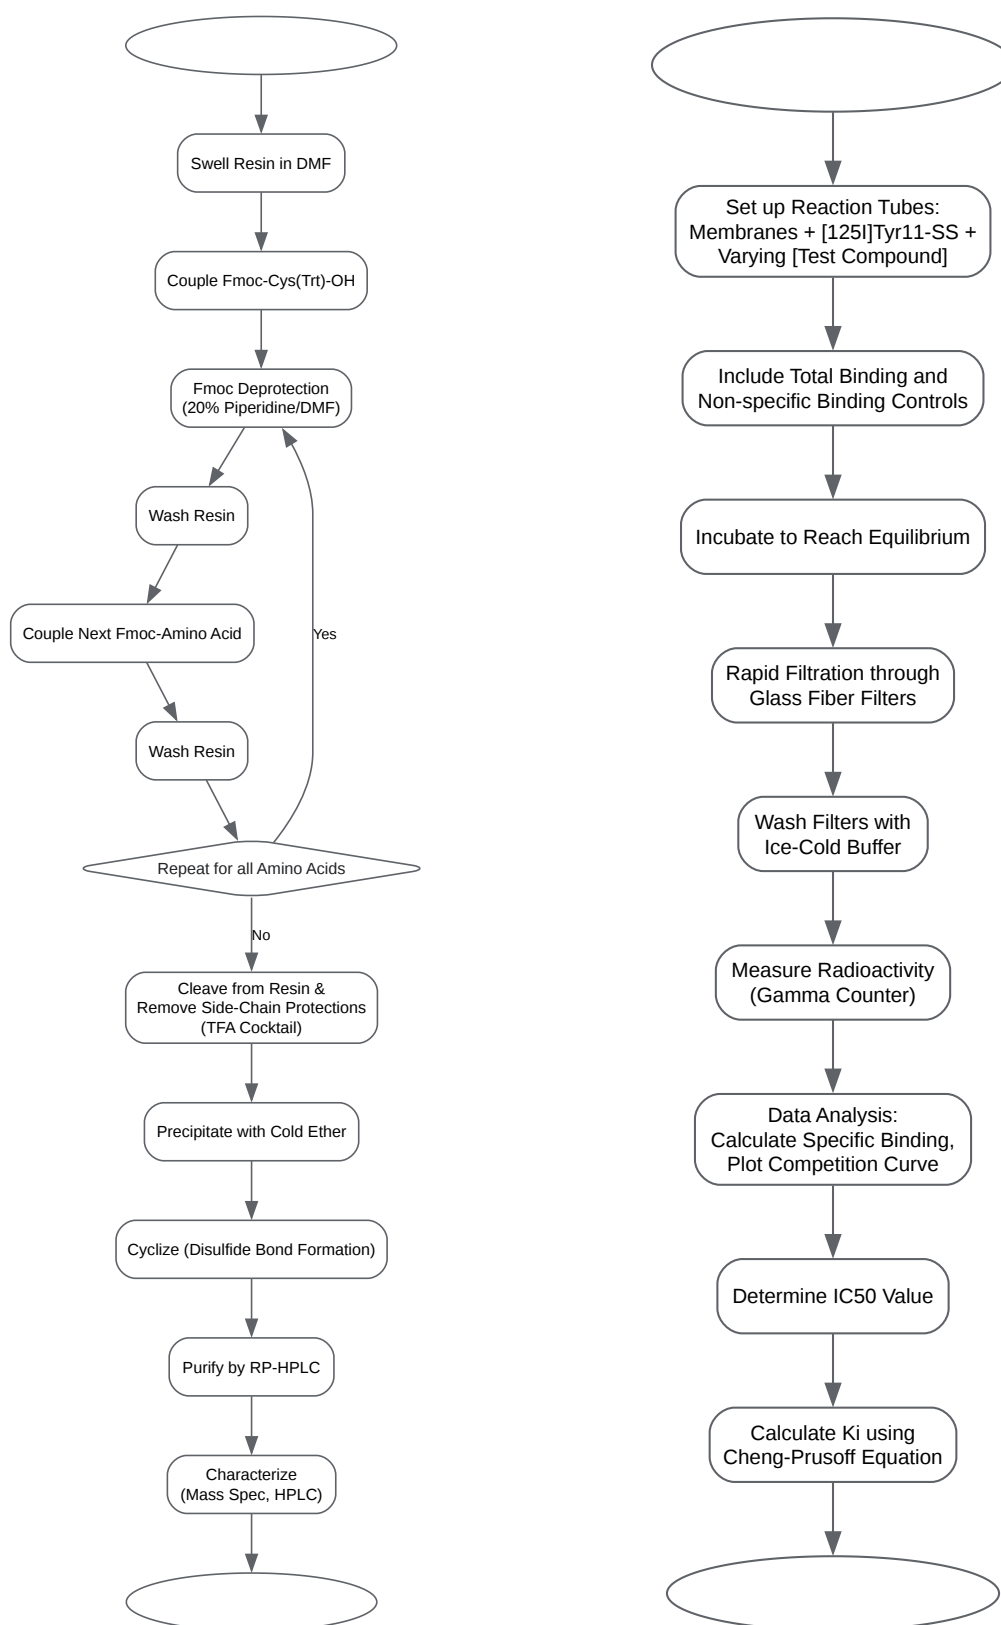 Swell Resin in DMF
Couple Fmoc-Cys(Trt)-OH
Fmoc Deprotection
(20% Piperidine/DMF)
Wash Resin
Couple Next Fmoc-Amino Acid
Yes
Wash Resin
Repeat for all Amino Acids
No
Cleave from Resin &
Remove Side-Chain Protections
(TFA Cocktail)
Precipitate with Cold Ether
Cyclize (Disulfide Bond Formation)
Purify by RP-HPLC
Characterize
(Mass Spec, HPLC)
Set up Reaction Tubes:
Membranes + [125I]Tyr11-SS +
Varying [Test Compound]
Include Total Binding and
Non-specific Binding Controls
Incubate to Reach Equilibrium
Rapid Filtration through
Glass Fiber Filters
Wash Filters with
Ice-Cold Buffer
Measure Radioactivity
(Gamma Counter)
Data Analysis:
Calculate Specific Binding,
Plot Competition Curve
Determine IC50 Value
Calculate Ki using
Cheng-Prusoff Equation